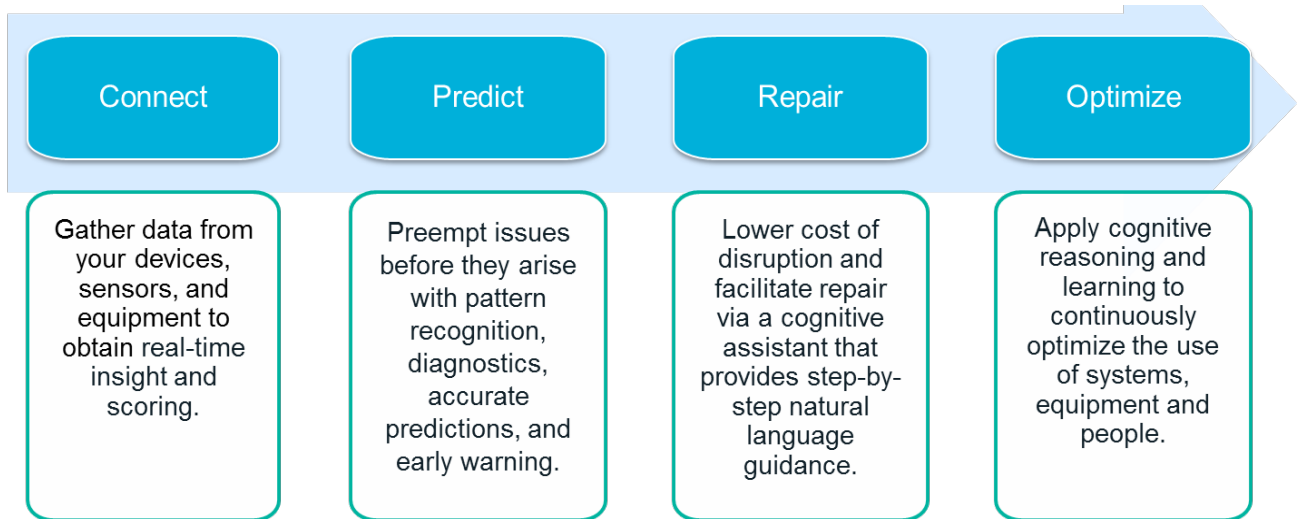 Connect
Gather data from
your devices,
sensors, and
equipment to
obtain real-time
insight and
scoring.
Predict
Preempt issues
before they arise
with pattern
recognition,
diagnostics,
accurate
predictions, and
early warning.
Repair
Lower cost of
disruption and
facilitate repair
via a cognitive
assistant that
provides step-by-
step natural
language
guidance.
Optimize
Apply cognitive
reasoning and
learning to
continuously
optimize the use
of systems,
equipment and
people.